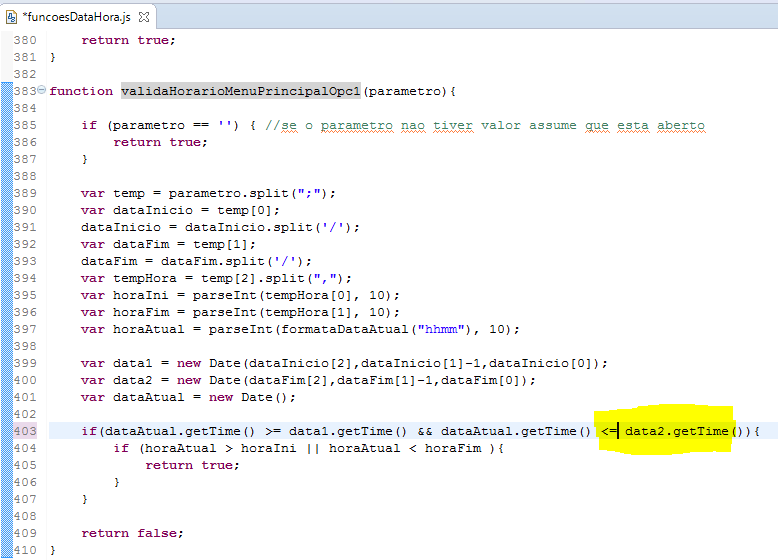 *funcoesDataHora.js
380 return true;
381 }
382
383 function validaHorarioMenuPrincipalOpc1(parametro){
384
385 if (parametro == '') { //se o parametro nao tiver valor assume que esta aberto
386 return true;
387 }
388
389 var temp = parametro.split(";");
390 var dataInicio = temp[0];
391 dataInicio = dataInicio.split('/');
392 var dataFim = temp[1];
393 dataFim = dataFim.split('/');
394 var tempHora = temp[2].split(",");
395 var horaIni = parseInt(tempHora[0], 10);
396 var horaFim = parseInt(tempHora[1], 10);
397 var horaAtual = parseInt(formataDataAtual("hhmm"), 10);
398
399 var data1 = new Date(dataInicio[2],dataInicio[1]-1,dataInicio[0]);
400 var data2 = new Date(dataFim[2],dataFim[1]-1,dataFim[0]);
401 var dataAtual = new Date();
402
403 if(dataAtual.getTime() >= data1.getTime() && dataAtual.getTime() <= data2.getTime()){
404 if (horaAtual > horaIni || horaAtual < horaFim ){
405 return true;
406 }
407 }
408
409 return false;
410 }